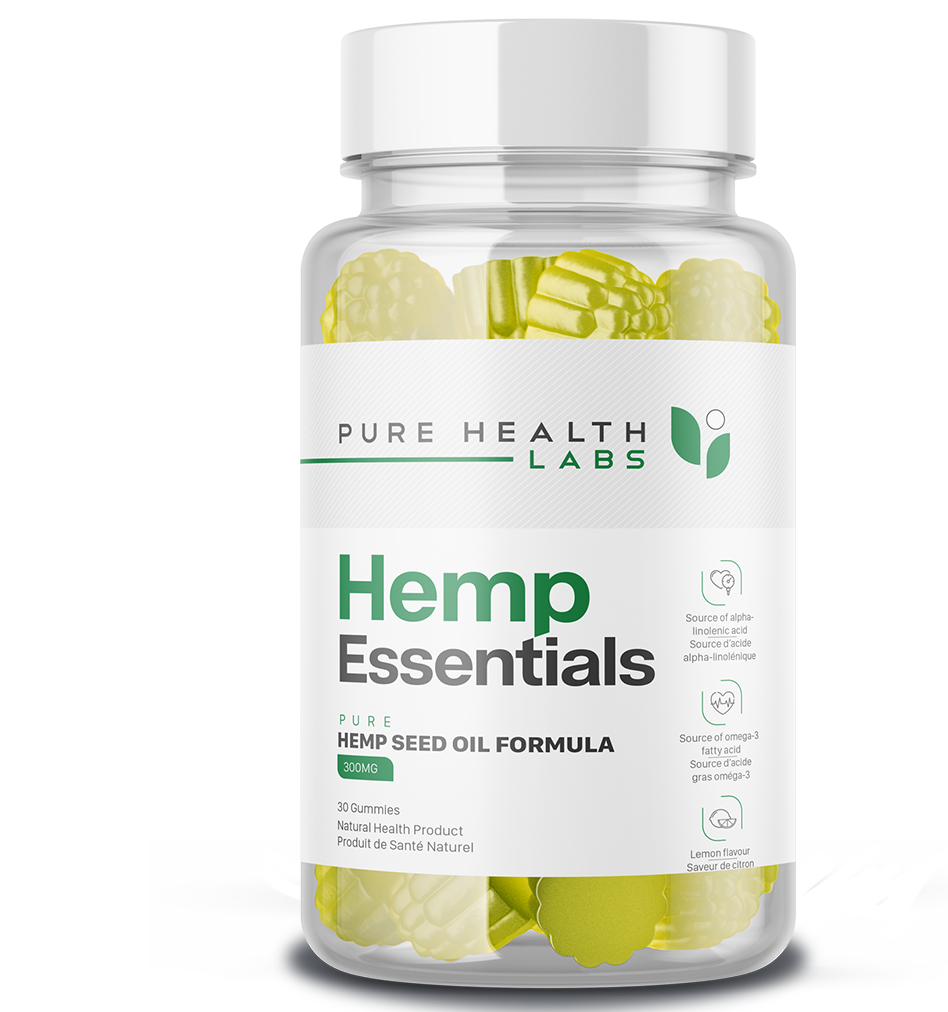 PURE HEALTH
LABS
Hemp
Essentials
PURE
HEMP SEED OIL FORMULA
300MG
30 Gummies
Natural Health Product
Produit de Santé Naturel
Source of alpha-
linolenic acid
Source d'acide
alpha-linolénique
Source of omega-3
fatty acid
Source d'acide
gras oméga-3
Lemon flavour
Saveur de citron